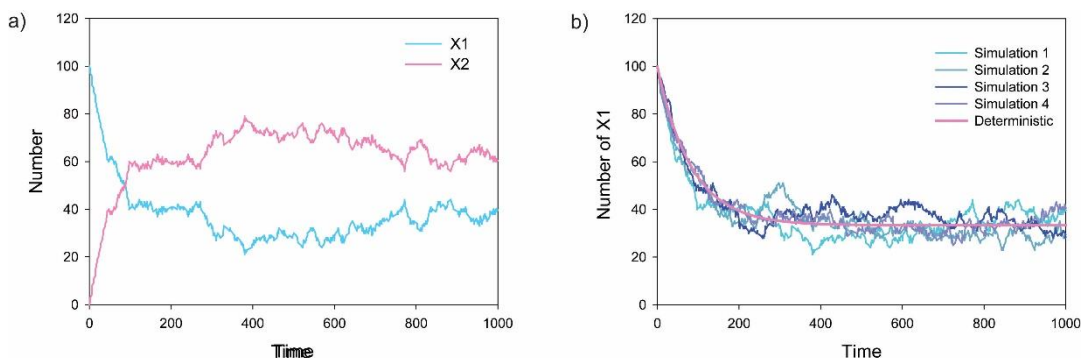 a)
120
100
80
60
40
20
0
Number
X1
X2
0 200 400 600 800 1000
Time
b)
120
100
80
60
40
20
0
Number of X1
Simulation 1
Simulation 2
Simulation 3
Simulation 4
Deterministic
0 200 400 600 800 1000
Time